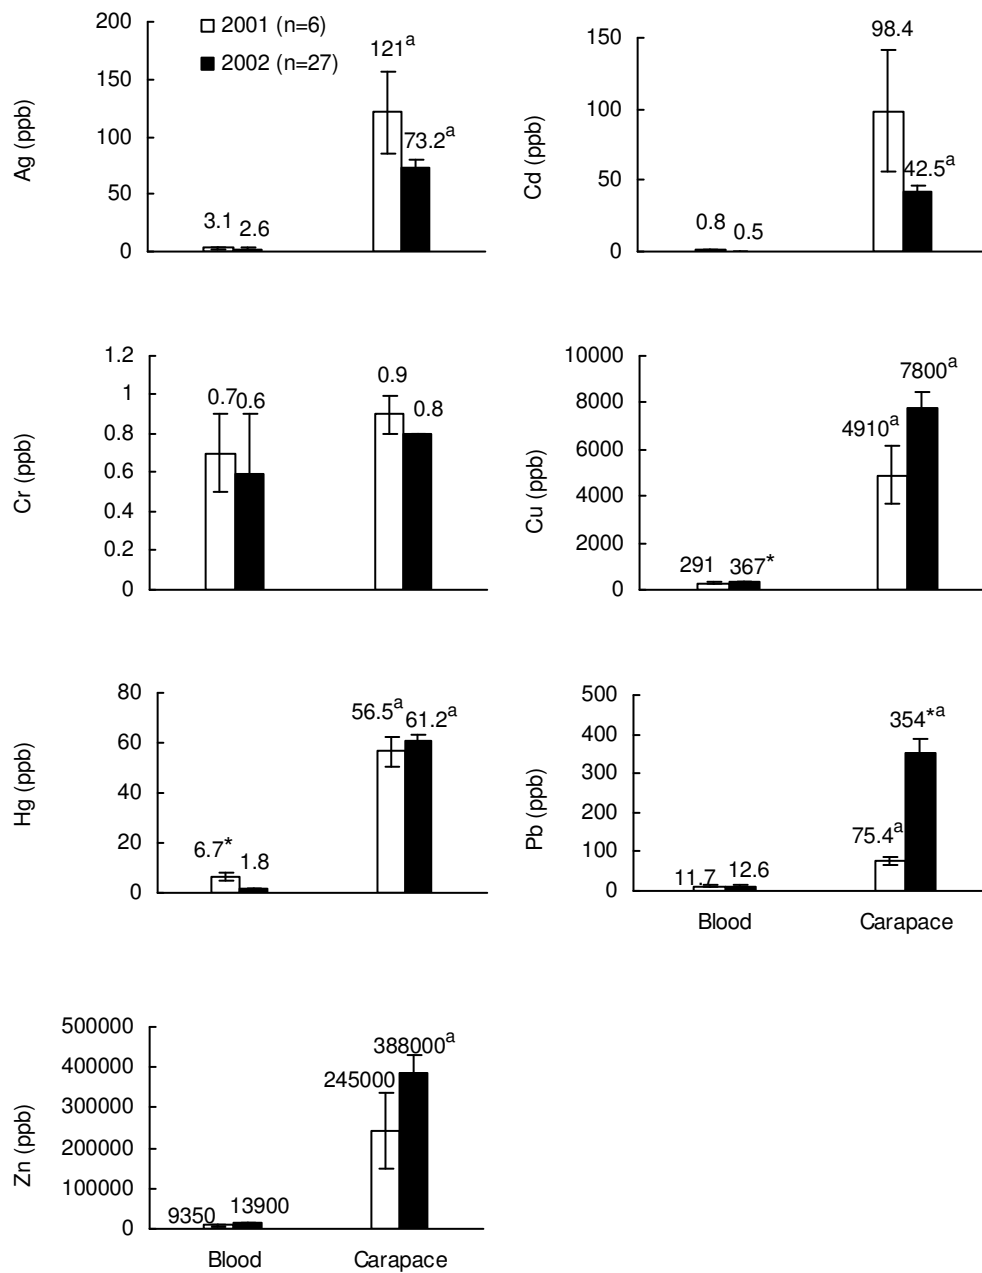 200
150
100
50
0
Ag (ppb)
2001 (n=6)
2002 (n=27)
3.1
2.6
121a
73.2a
150
100
50
0
Cd (ppb)
0.8
0.5
98.4
42.5a
1.2
1
0.8
0.6
0.4
0.2
0
Cr (ppb)
0.7
0.6
0.9
0.8
10000
8000
6000
4000
2000
0
Cu (ppb)
291
367*
4910a
7800a
80
60
40
20
0
Hg (ppb)
6.7*
1.8
56.5a
61.2a
500
400
300
200
100
0
Pb (ppb)
11.7
12.6
75.4a
354*a
Blood
Carapace
500000
400000
300000
200000
100000
0
Zn (ppb)
9350
13900
245000
388000a
Blood
Carapace